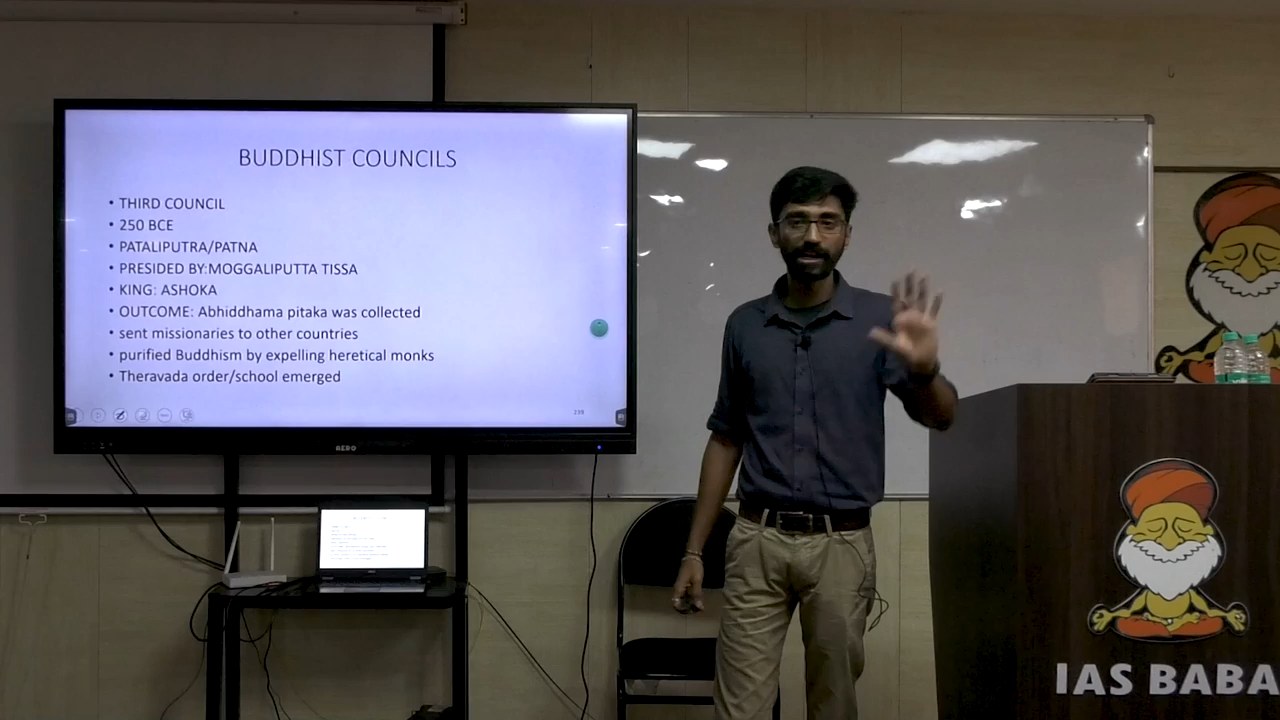 BUDDHIST COUNCILS
• THIRD COUNCIL
• 250 BCE
• PATALIPUTRA/PATNA
• PRESIDED BY:MOGGALIPUTTA TISSA
• KING: ASHOKA
• OUTCOME: Abhiddhama pitaka was collected
• sent missionaries to other countries
• purified Buddhism by expelling heretical monks
• Theravada order/school emerged
239
IAS BABA